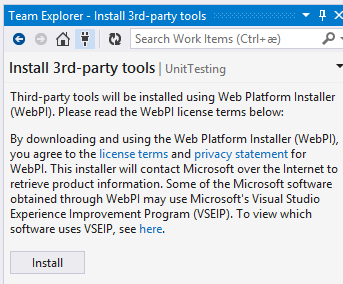 Team Explorer - Install 3rd-party tools
Search Work Items (Ctrl+æ)
Install 3rd-party tools | UnitTesting
Third-party tools will be installed using Web Platform Installer
(WebPI). Please read the WebPI license terms below:
By downloading and using the Web Platform Installer (WebPI),
you agree to the license terms and privacy statement for
WebPI. This installer will contact Microsoft over the Internet to
retrieve product information. Some of the Microsoft software
obtained through WebPI may use Microsoft's Visual Studio
Experience Improvement Program (VSEIP). To view which
software uses VSEIP, see here.
Install